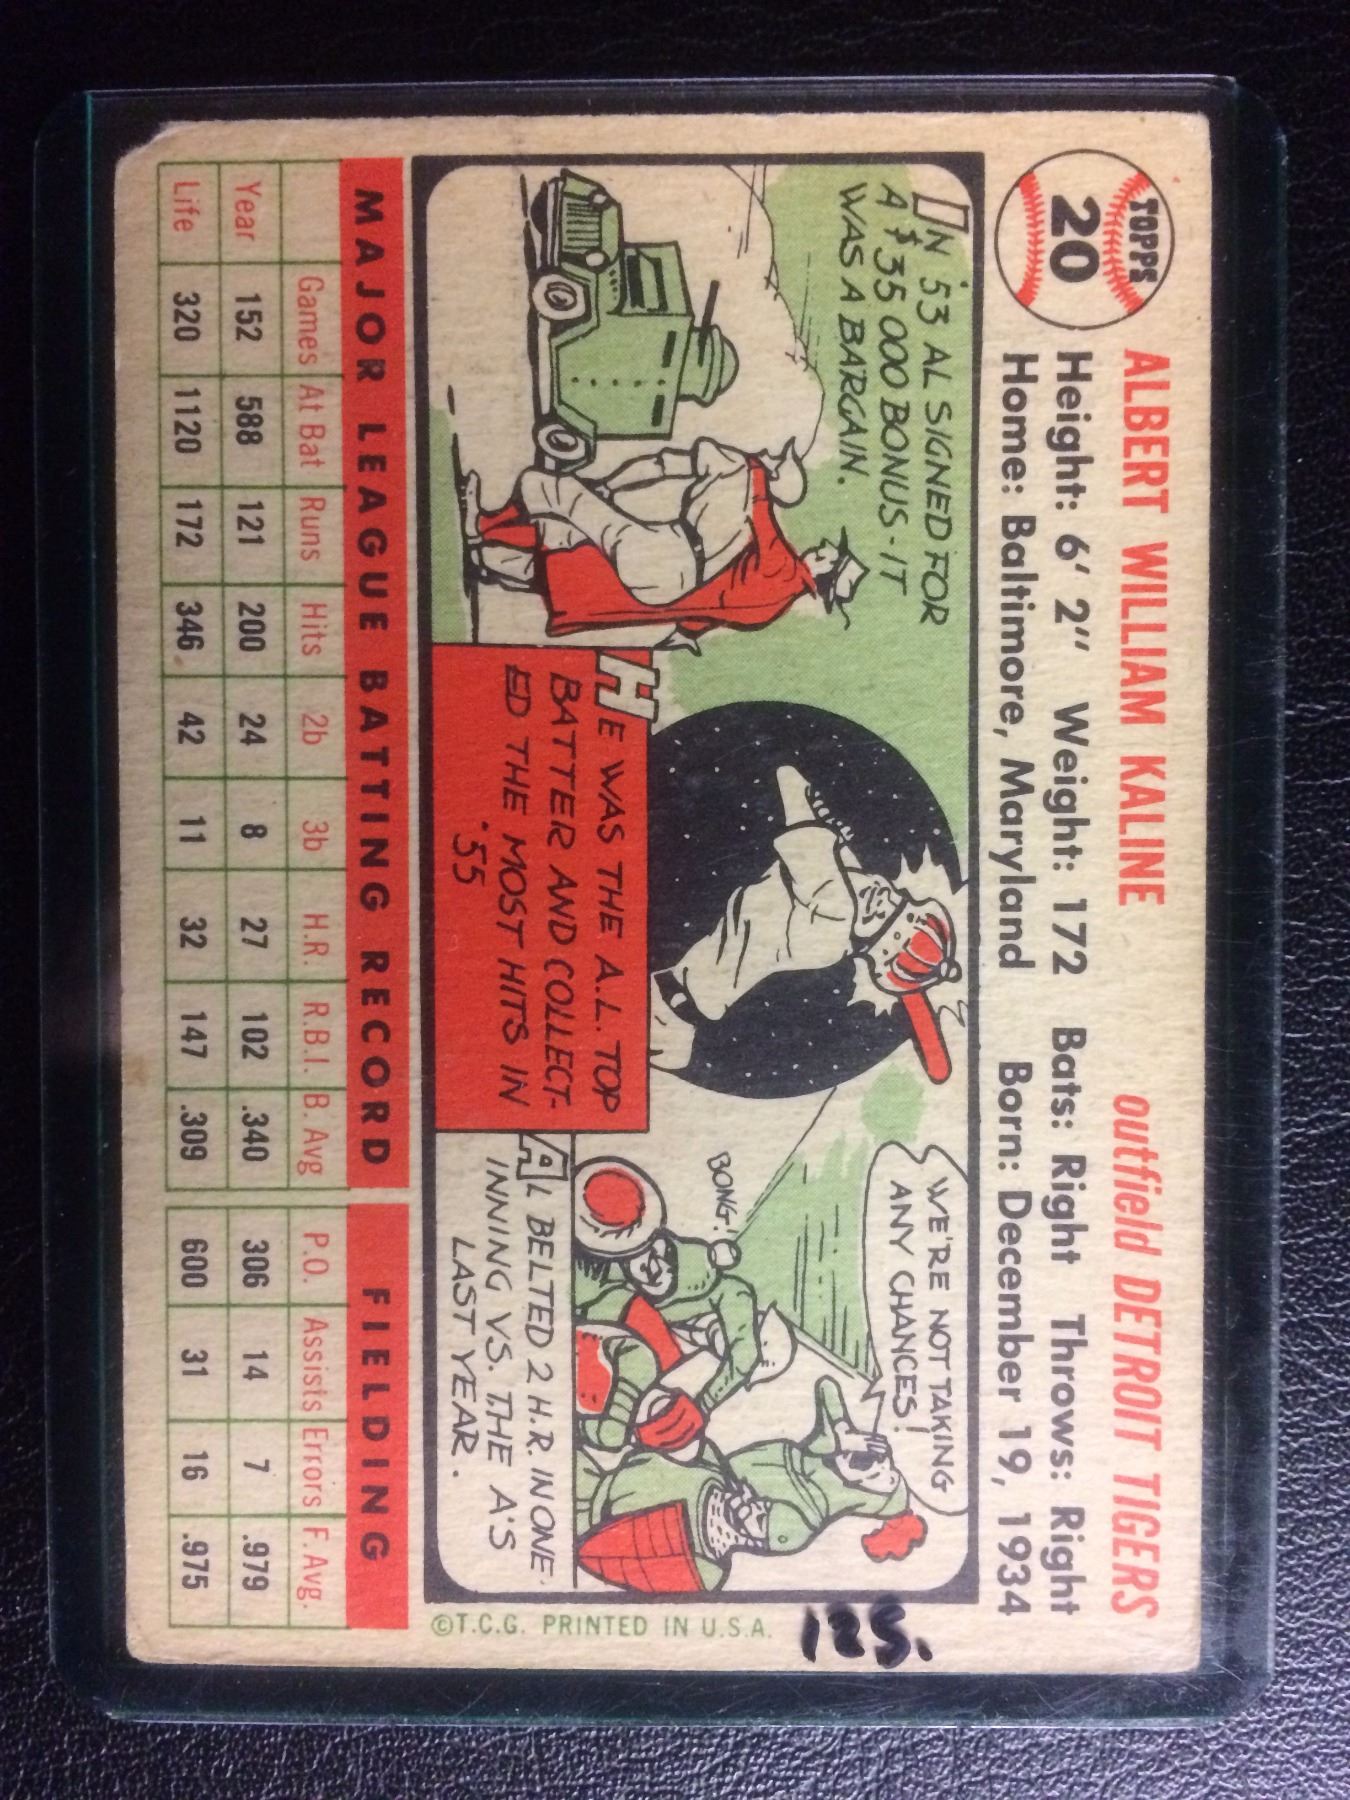 TOPPS
20
ALBERT WILLIAM KALINE outfield DETROIT TIGERS
Height: 6' 2" Weight: 172 Bats: Right Throws: Right
Home: Baltimore, Maryland Born: December 19, 1934
IN '53 AL SIGNED FOR
A $35 000 BONUS - IT
WAS A BARGAIN.
HE WAS THE A.L. TOP
BATTER AND COLLECT-
ED THE MOST HITS IN
'55
WE'RE NOT TAKING
ANY CHANCES!
BONG!
AL BELTED 2 H.R. IN ONE
INNING VS. THE A'S
LAST YEAR.
125.
©T.C.G. PRINTED IN U.S.A.
MAJOR LEAGUE BATTING RECORD FIELDING
Games At Bat Runs Hits 2b 3b H.R. R.B.I. B. Avg P.O. Assists Errors F. Avg.
Year 152 588 121 200 24 8 27 102 .340 306 14 7 .979
Life 320 1120 172 346 42 11 32 147 .309 600 31 16 .975